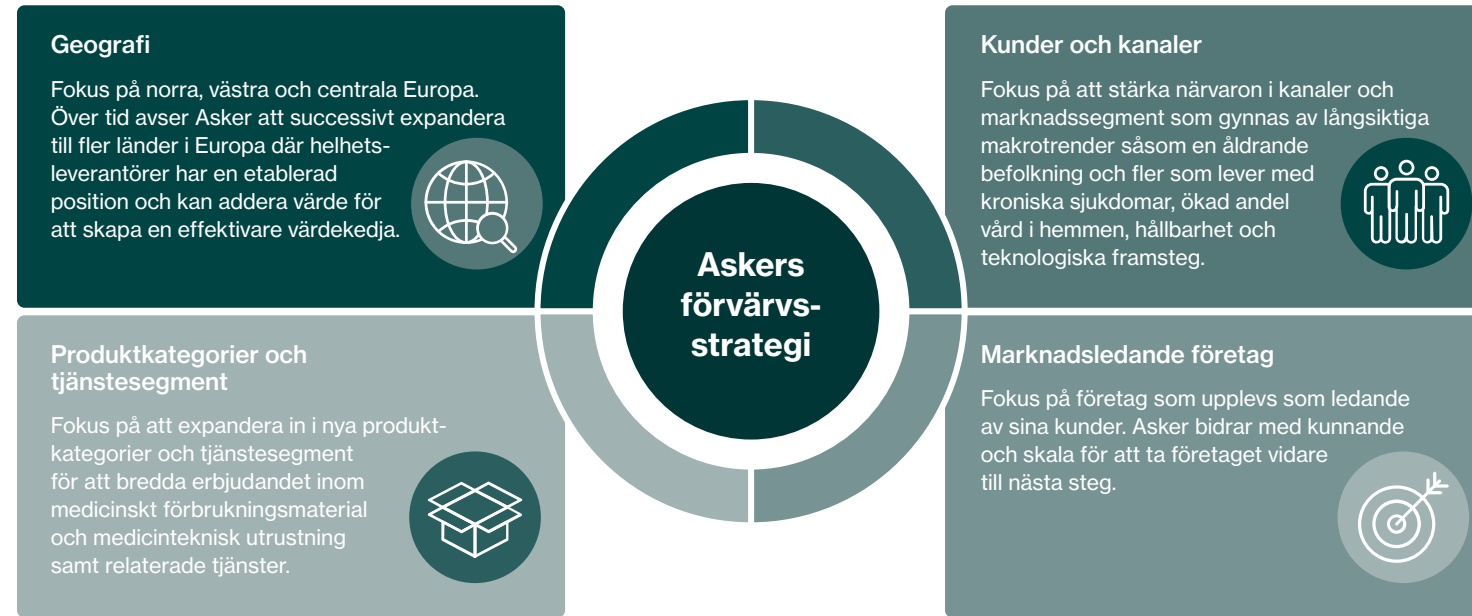 Geografi
Fokus på norra, västra och centrala Europa.
Över tid avser Asker att successivt expandera
till fler länder i Europa där helhets-
leverantörer har en etablerad
position och kan addera värde för
att skapa en effektivare värdekedja.
Kunder och kanaler
Fokus på att stärka närvaron i kanaler och
marknadssegment som gynnas av långsiktiga
makrotrender såsom en åldrande
befolkning och fler som lever med
kroniska sjukdomar, ökad andel
vård i hemmen, hållbarhet och
teknologiska framsteg.
Askers
förvärvs-
strategi
Produktkategorier och
tjänstesegment
Fokus på att expandera in i nya produkt-
kategorier och tjänstesegment
för att bredda erbjudandet inom
medicinskt förbrukningsmaterial
och medicinteknisk utrustning
samt relaterade tjänster.
Marknadsledande företag
Fokus på företag som upplevs som ledande
av sina kunder. Asker bidrar med kunnande
och skala för att ta företaget vidare
till nästa steg.